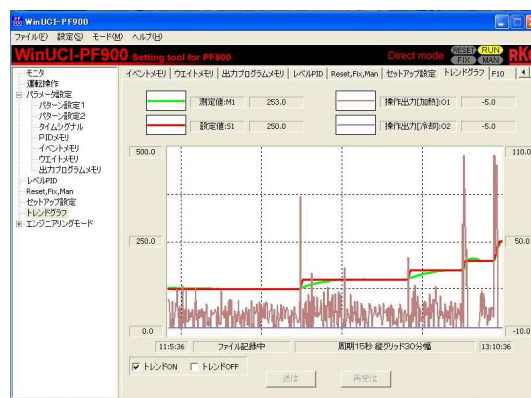 WinUCI-PF900
ファイル(F) 設定(S) モード(M) ヘルプ(H)
WinUCI-PF900 Setting tool for PF900 Direct mode RESET RUN FIX MAN RKC
モニタ
運転操作
パラメータ設定
パターン設定1
パターン設定2
タイムシグナル
PIDメモリ
イベントメモリ
ウエイトメモリ
出力プログラムメモリ
レベルPID
Reset,Fix,Man
セットアップ設定
トレンドグラフ
エンジニアリングモード
イベントメモリ ウエイトメモリ 出力プログラムメモリ レベルPID Reset,Fix,Man セットアップ設定 トレンドグラフ F10
測定値:M1 253.0 操作出力[加熱]:O1 -5.0
設定値:S1 250.0 操作出力[冷却]:O2 -5.0
500.0 110.0
250.0 50.0
0.0 -10.0
11:5:36 ファイル記録中 周期15秒 縦グリッド30分幅 13:10:36
トレンドON トレンドOFF
送信 再受信